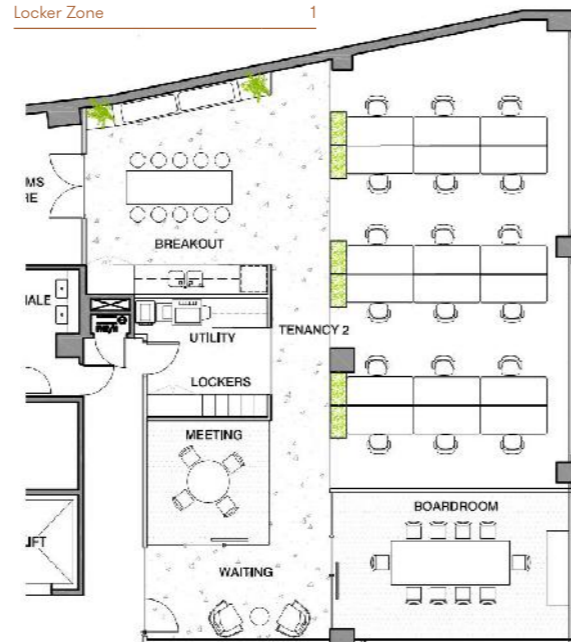 Locker Zone 1
BREAKOUT
TENANCY 2
UTILITY
LOCKERS
MEETING
BOARDROOM
WAITING